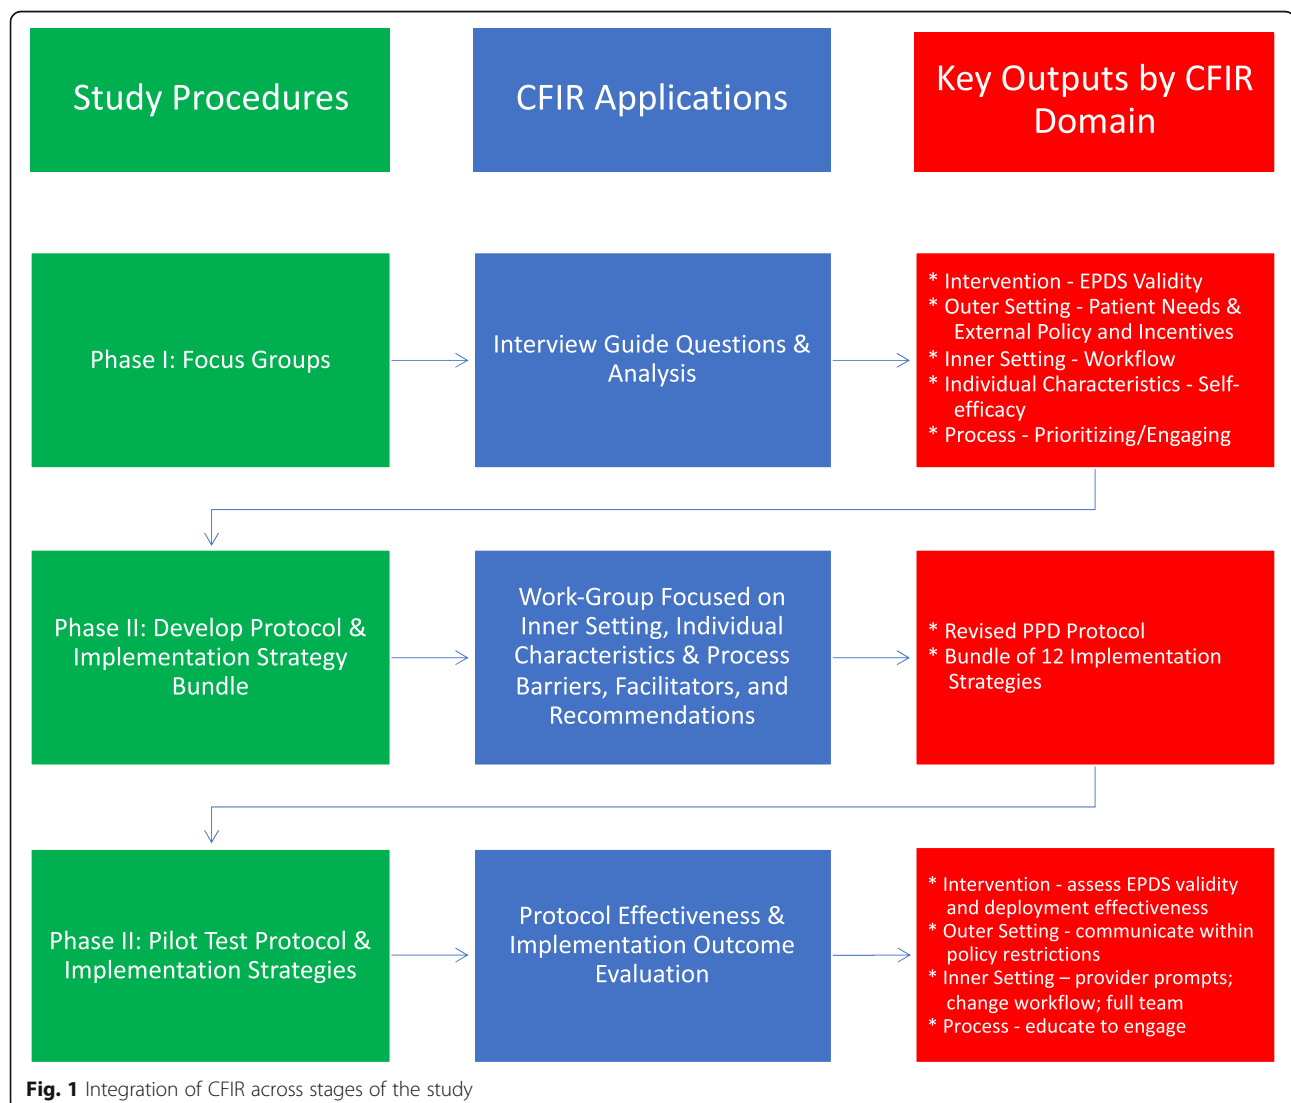 Study Procedures
CFIR Applications
Key Outputs by CFIR
Domain
Phase I: Focus Groups
Interview Guide Questions &
Analysis
* Intervention - EPDS Validity
* Outer Setting - Patient Needs &
External Policy and Incentives
* Inner Setting - Workflow
* Individual Characteristics - Self-
efficacy
* Process - Prioritizing/Engaging
Phase II: Develop Protocol &
Implementation Strategy
Bundle
Work-Group Focused on
Inner Setting, Individual
Characteristics & Process
Barriers, Facilitators, and
Recommendations
* Revised PPD Protocol
* Bundle of 12 Implementation
Strategies
Phase II: Pilot Test Protocol &
Implementation Strategies
Protocol Effectiveness &
Implementation Outcome
Evaluation
* Intervention - assess EPDS validity
and deployment effectiveness
* Outer Setting - communicate within
policy restrictions
* Inner Setting – provider prompts;
change workflow; full team
* Process - educate to engage
Fig. 1 Integration of CFIR across stages of the study